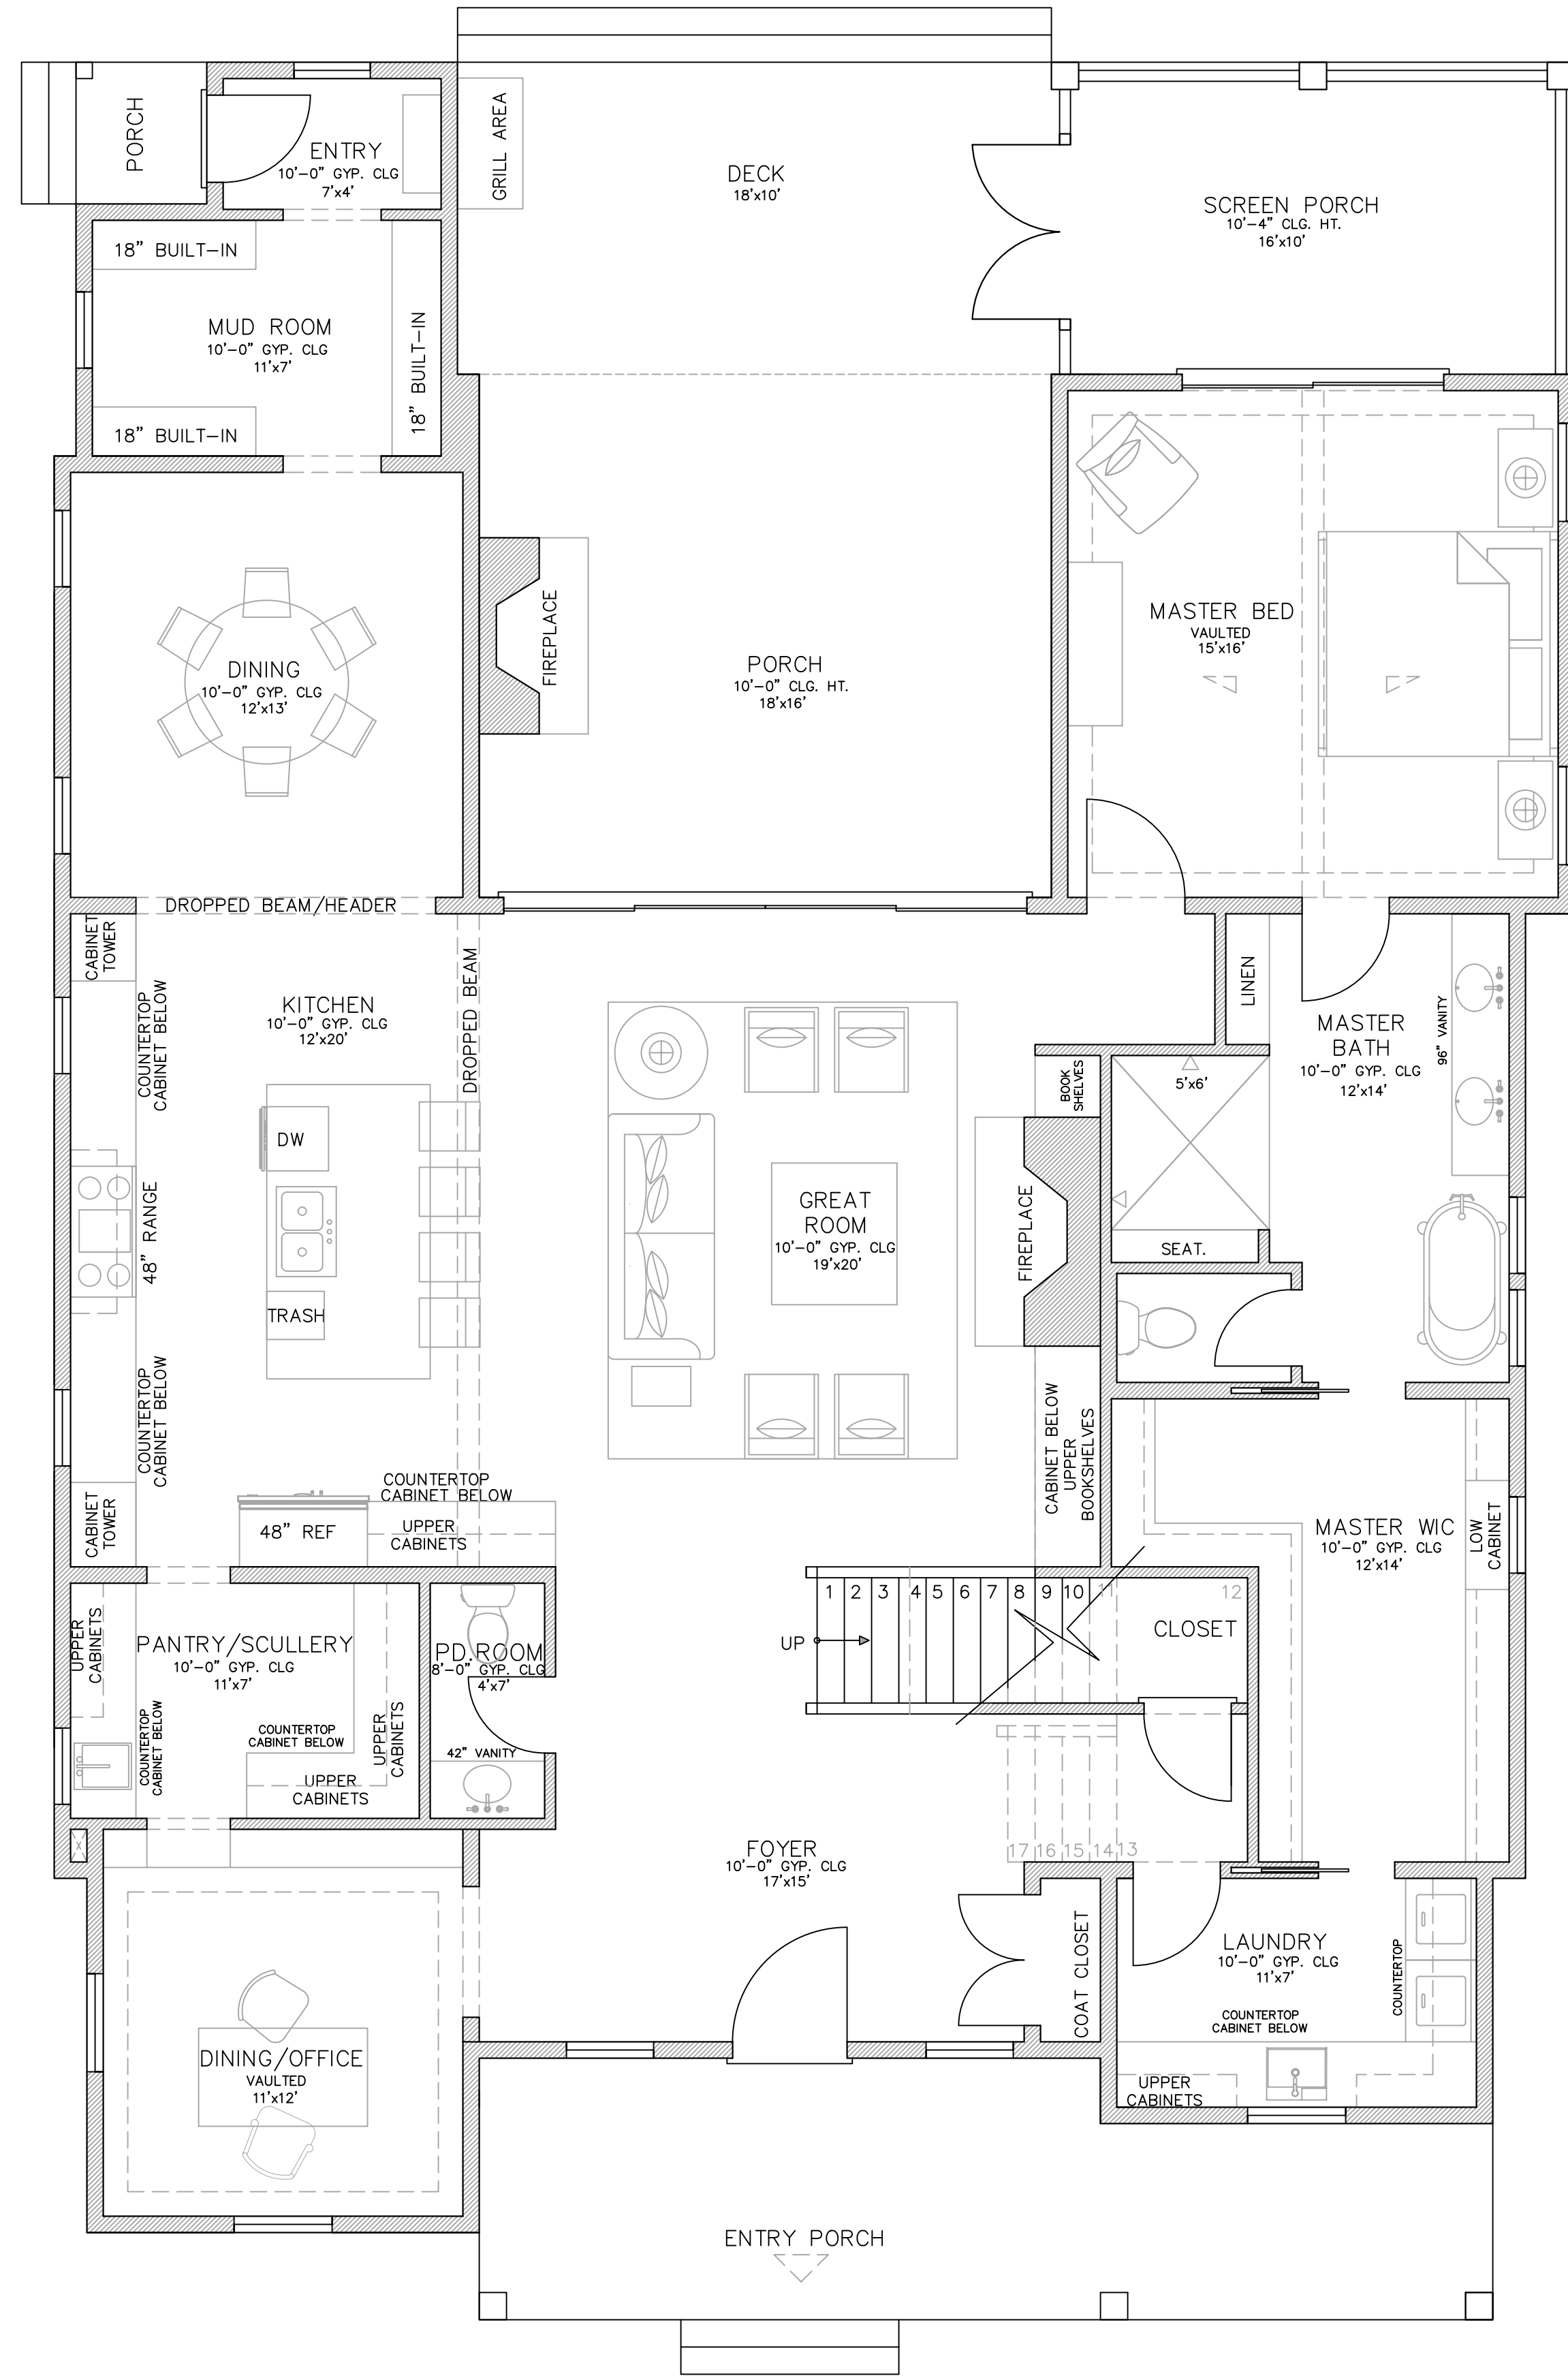 PORCH
ENTRY
10'-0" GYP. CLG
7'x4'
GRILL AREA
DECK
18'x10'
SCREEN PORCH
10'-4" CLG. HT.
16'x10'
18" BUILT-IN
MUD ROOM
10'-0" GYP. CLG
11'x7'
18" BUILT-IN
18" BUILT-IN
DINING
10'-0" GYP. CLG
12'x13'
FIREPLACE
PORCH
10'-0" CLG. HT.
18'x16'
MASTER BED
VAULTED
15'x16'
DROPPED BEAM/HEADER
CABINET
TOWER
COUNTERTOP
CABINET BELOW
KITCHEN
10'-0" GYP. CLG
12'x20'
DROPPED BEAM
DW
48" RANGE
TRASH
COUNTERTOP
CABINET BELOW
CABINET
TOWER
48" REF
COUNTERTOP
CABINET BELOW
UPPER
CABINETS
GREAT
ROOM
10'-0" GYP. CLG
19'x20'
BOOK
SHELVES
FIREPLACE
CABINET BELOW
UPPER
BOOKSHELVES
LINEN
MASTER
BATH
10'-0" GYP. CLG
12'x14'
96" VANITY
5'x6'
SEAT.
MASTER WIC
10'-0" GYP. CLG
12'x14'
LOW
CABINET
UPPER
CABINETS
PANTRY/SCULLERY
10'-0" GYP. CLG
11'x7'
COUNTERTOP
CABINET BELOW
COUNTERTOP
CABINET BELOW
UPPER
CABINETS
UPPER
CABINETS
PD.ROOM
8'-0" GYP. CLG
4'x7'
42" VANITY
UP
1 2 3 4 5 6 7 8 9 10 11 12
CLOSET
17 16 15 14 13
FOYER
10'-0" GYP. CLG
17'x15'
COAT CLOSET
LAUNDRY
10'-0" GYP. CLG
11'x7'
COUNTERTOP
COUNTERTOP
CABINET BELOW
UPPER
CABINETS
DINING/OFFICE
VAULTED
11'x12'
ENTRY PORCH